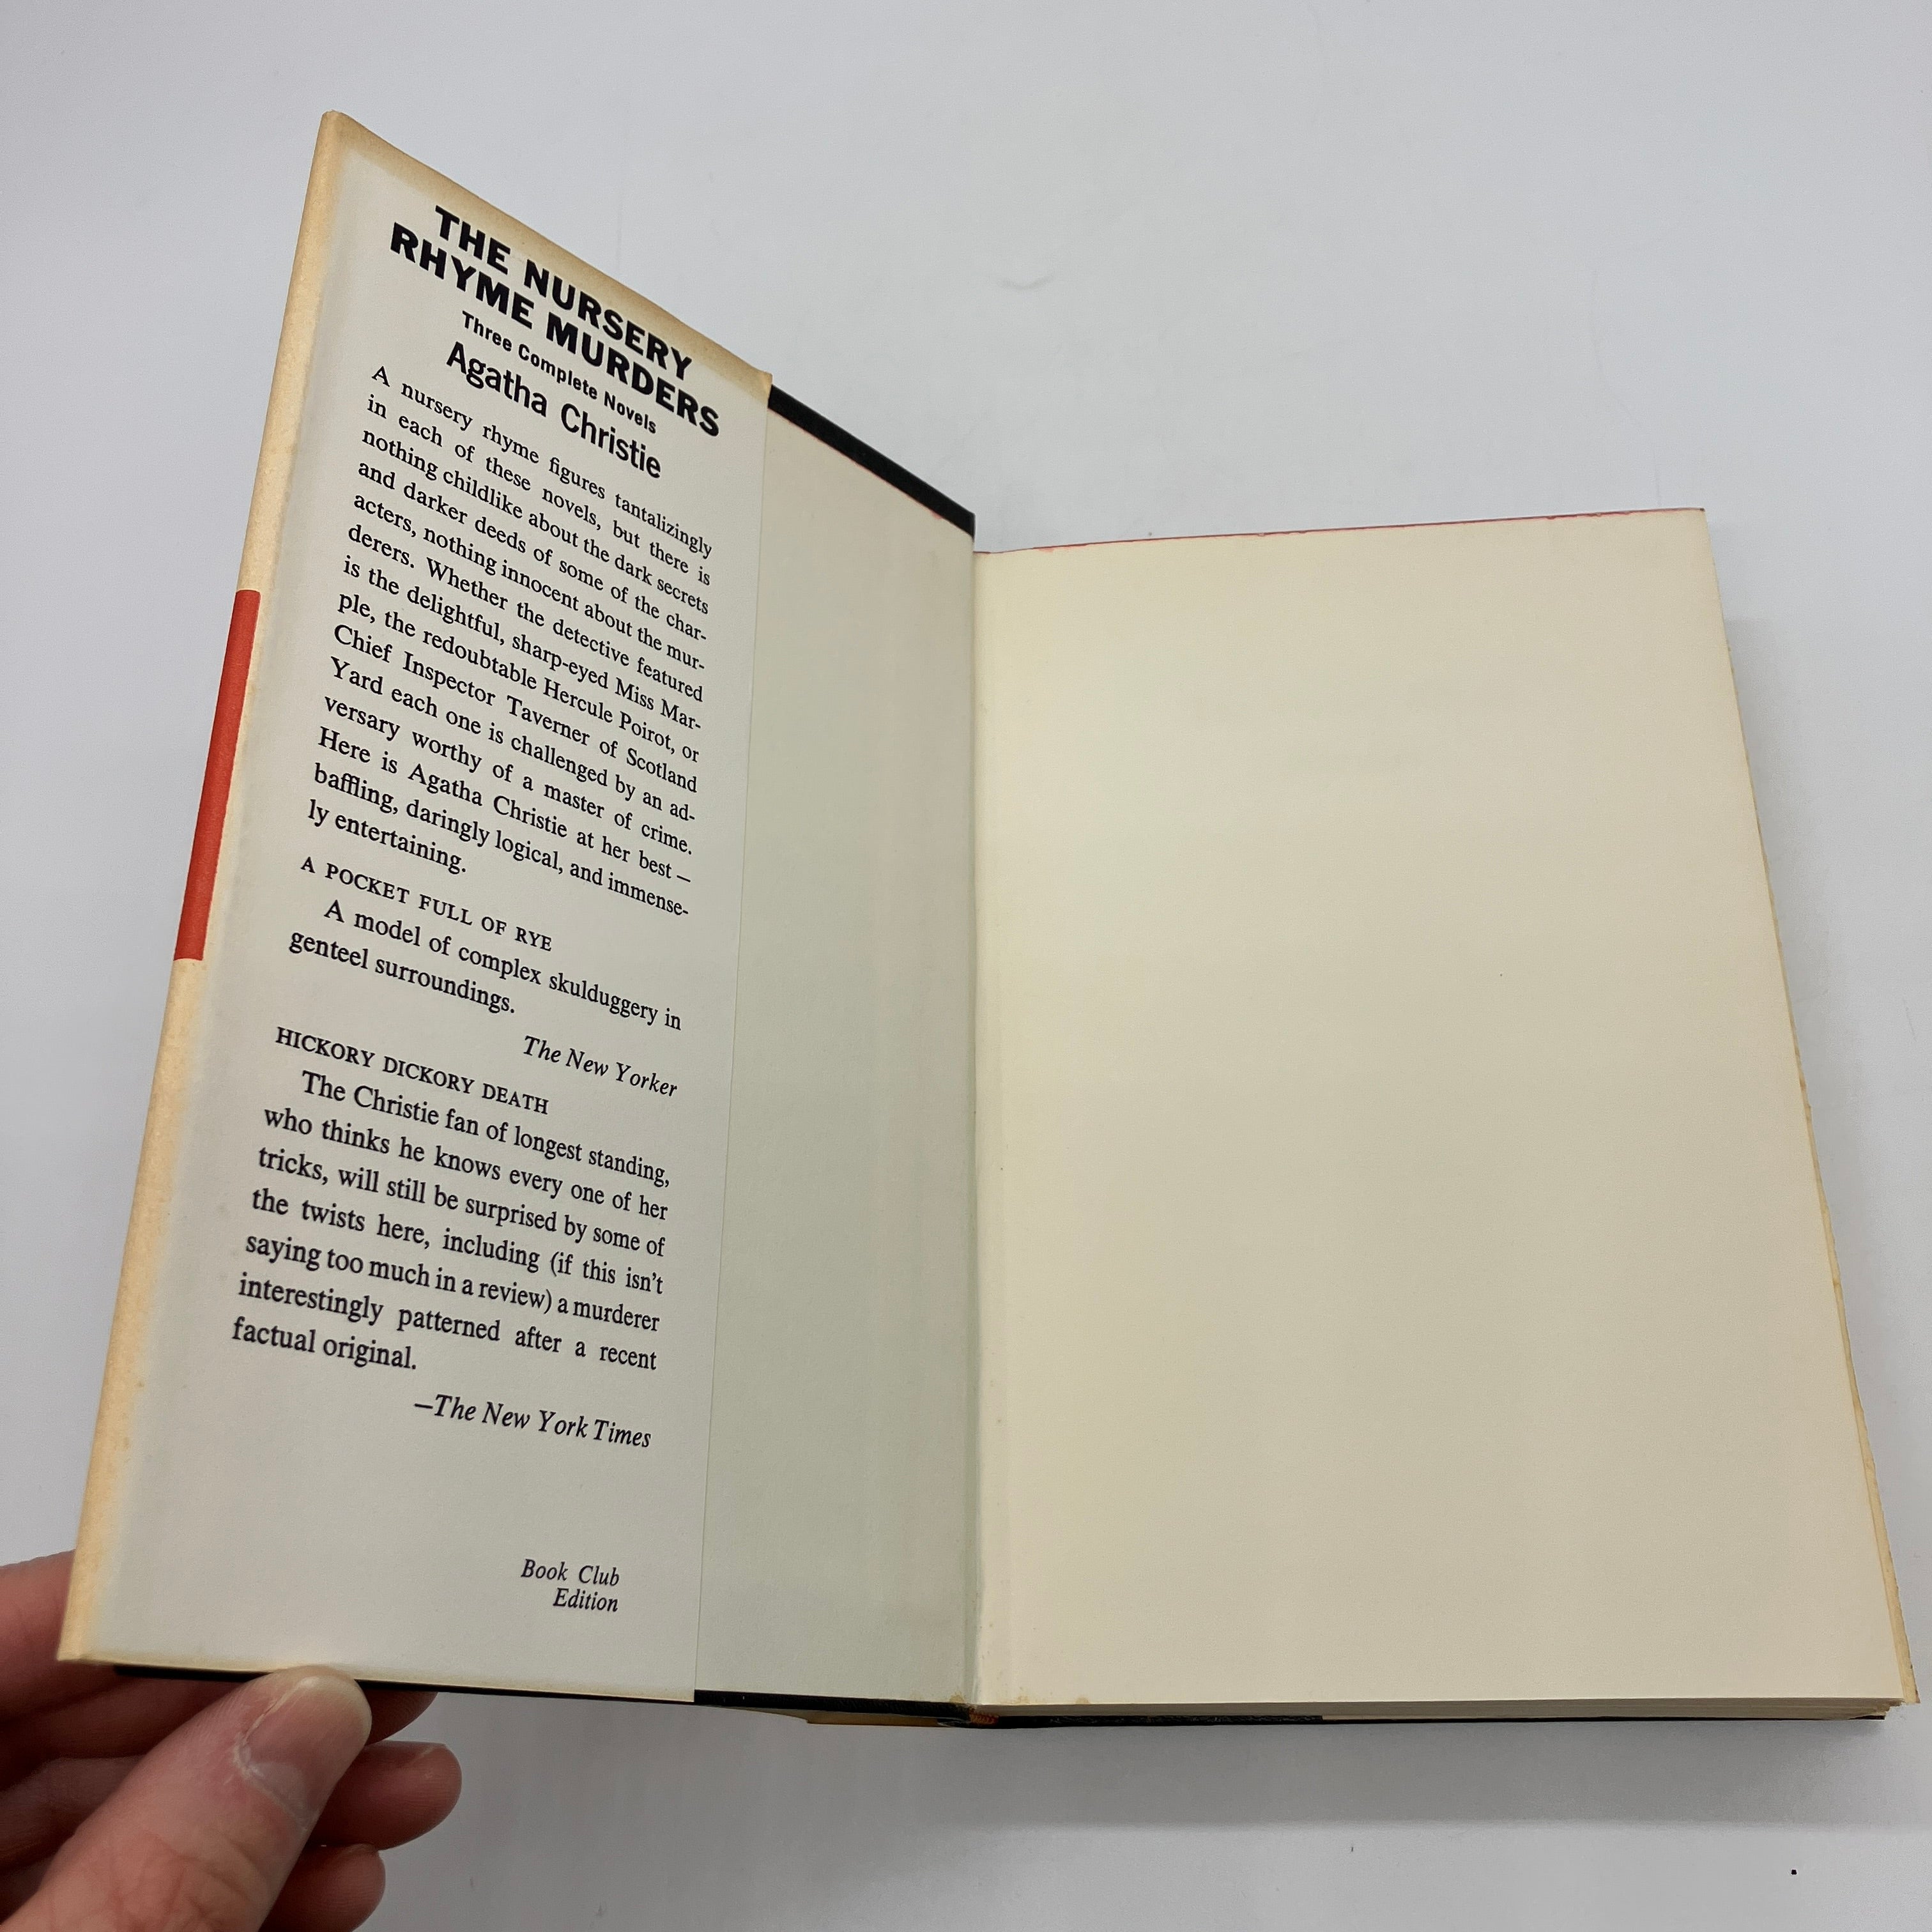 THE NURSERY
RHYME MURDERS
Three Complete Novels
Agatha Christie
A nursery rhyme figures tantalizingly
in each of these novels, but there is
nothing childlike about the dark secrets
and darker deeds of some of the char-
acters, nothing innocent about the mur-
derers. Whether the detective featured
is the delightful, sharp-eyed Miss Mar-
ple, the redoubtable Hercule Poirot, or
Chief Inspector Taverner of Scotland
Yard each one is challenged by an ad-
versary worthy of a master of crime.
Here is Agatha Christie at her best —
baffling, daringly logical, and immense-
ly entertaining.
A POCKET FULL OF RYE
A model of complex skulduggery in
genteel surroundings.
The New Yorker
HICKORY DICKORY DEATH
The Christie fan of longest standing,
who thinks he knows every one of her
tricks, will still be surprised by some of
the twists here, including (if this isn't
saying too much in a review) a murderer
interestingly patterned after a recent
factual original.
—The New York Times
Book Club
Edition